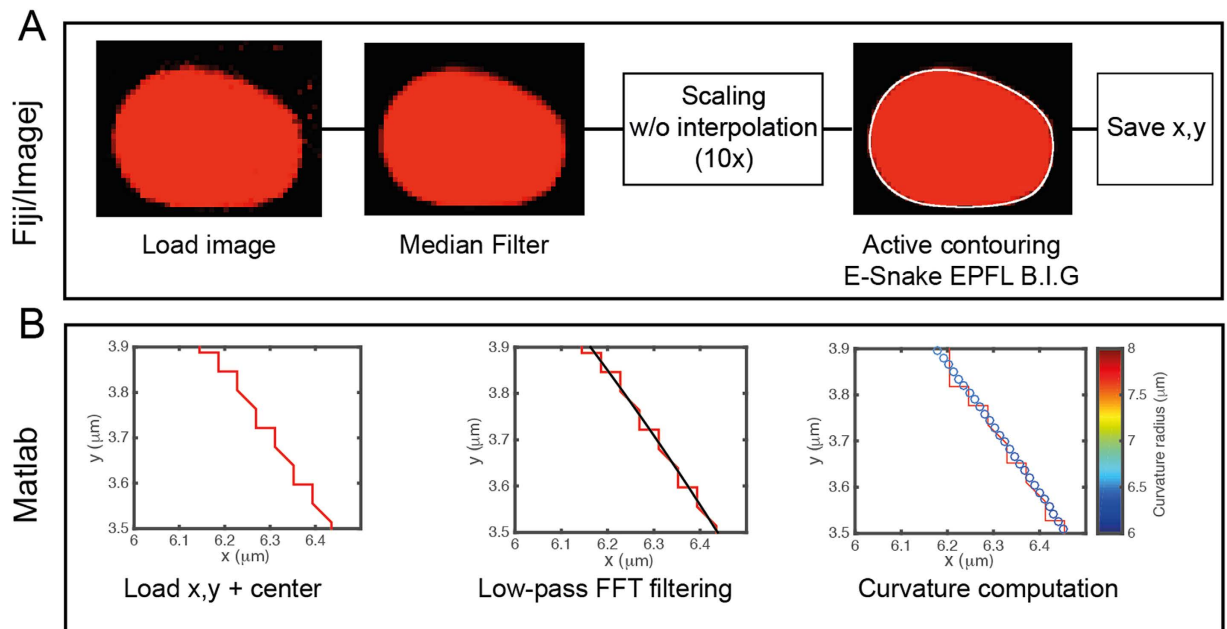 A
Fiji/Imagej
Load image
Median Filter
Scaling
w/o interpolation
(10x)
Active contouring
E-Snake EPFL B.I.G
Save x,y
B
Matlab
3.9
3.8
3.7
3.6
3.5
y (μm)
6 6.1 6.2 6.3 6.4
x (μm)
Load x,y + center
3.9
3.8
3.7
3.6
3.5
y (μm)
6 6.1 6.2 6.3 6.4
x (μm)
Low-pass FFT filtering
3.9
3.8
3.7
3.6
3.5
y (μm)
6 6.1 6.2 6.3 6.4
x (μm)
8
7.5
7
6.5
6
Curvature radius (μm)
Curvature computation